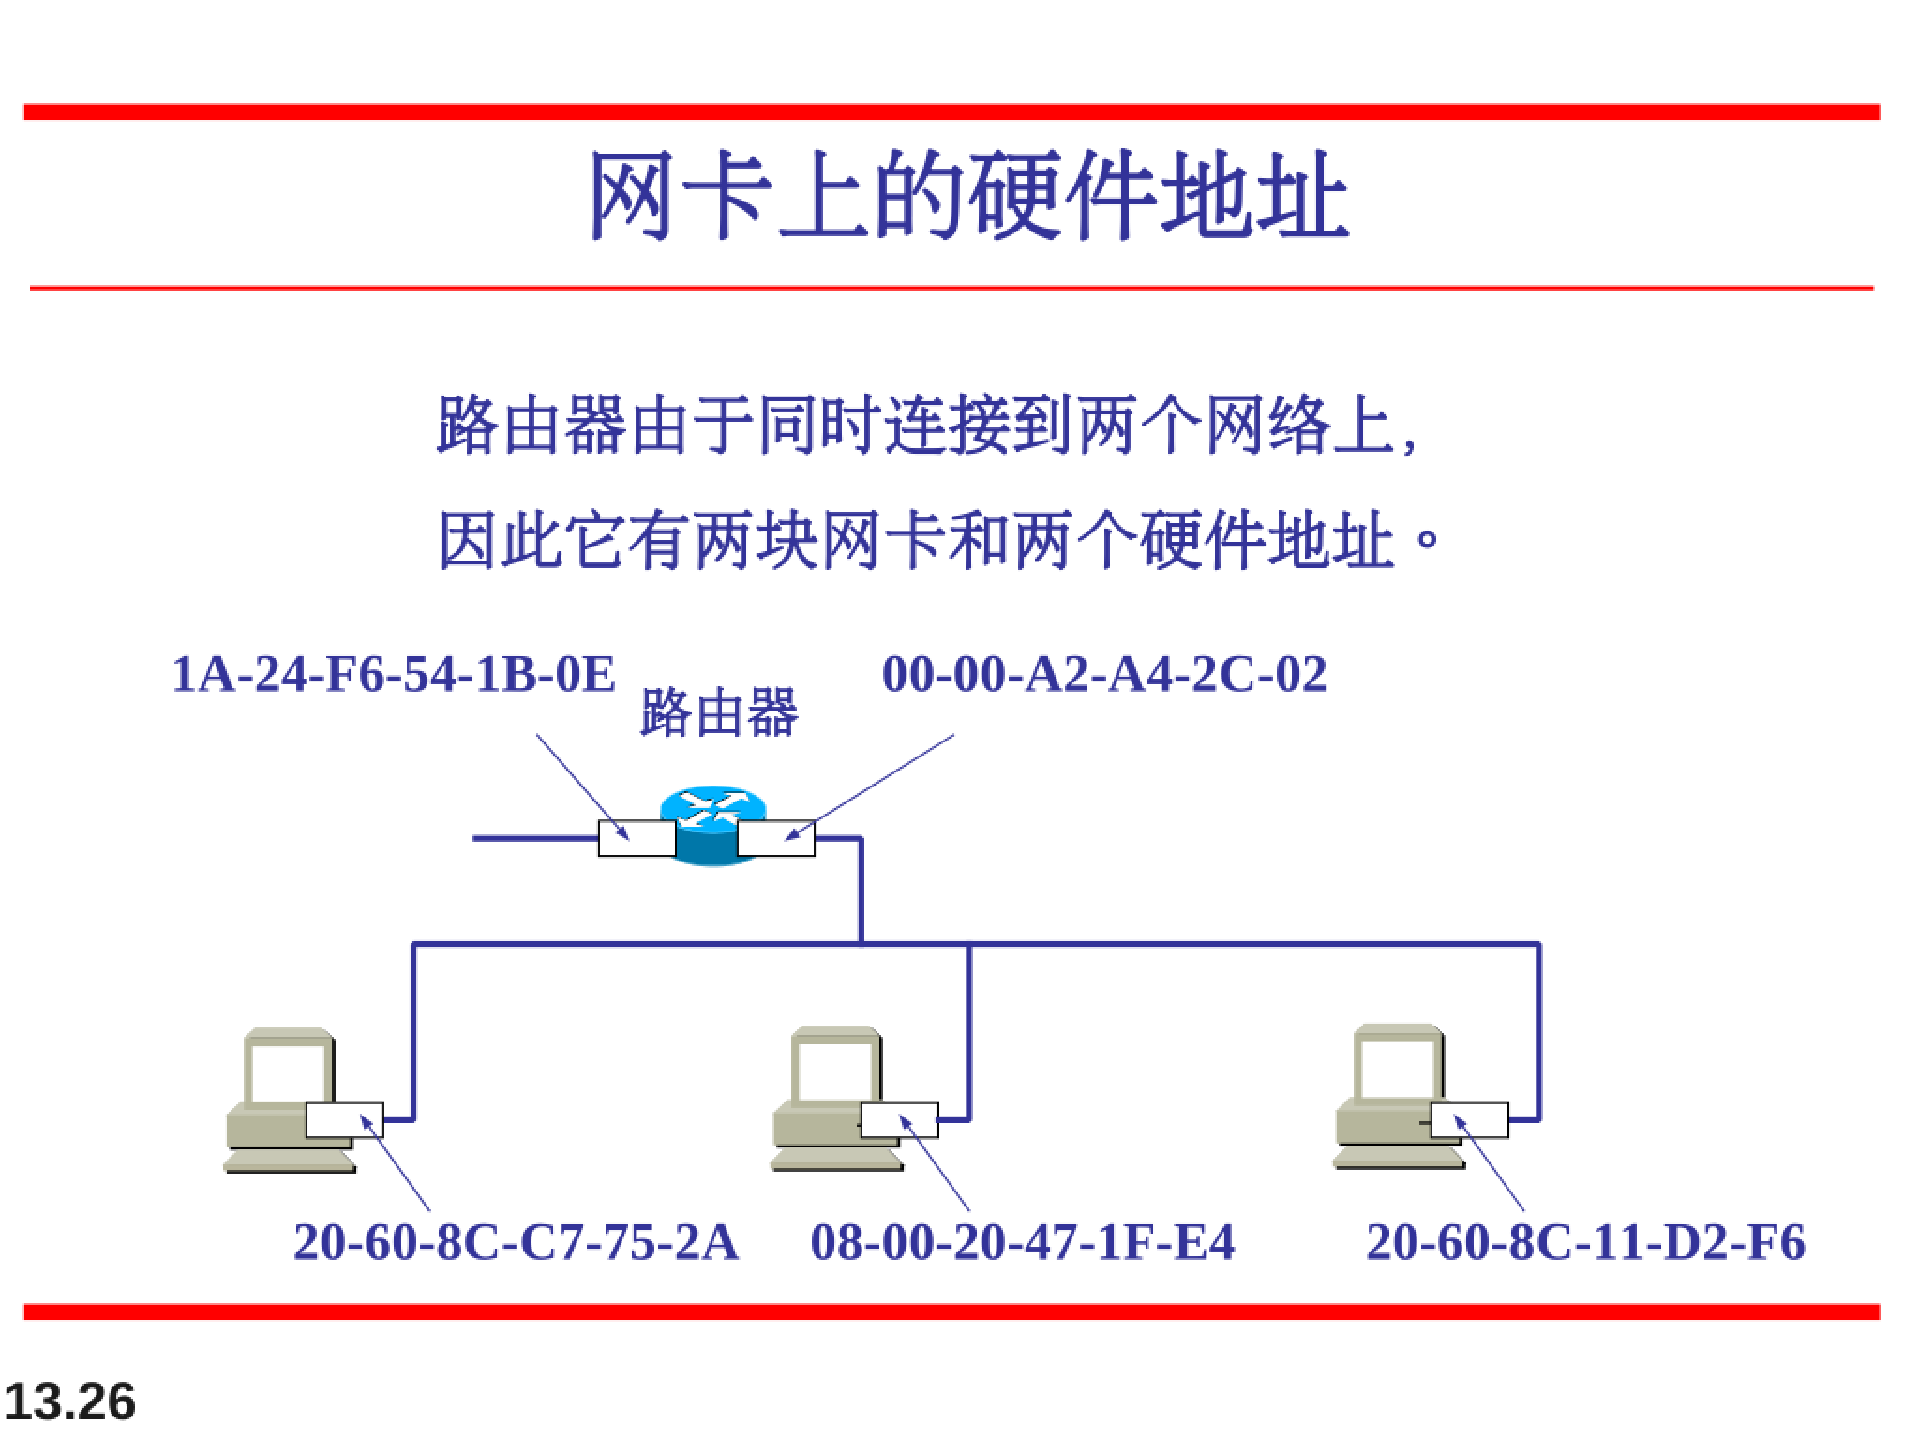 网卡上的硬件地址
路由器由于同时连接到两个网络上,
因此它有两块网卡和两个硬件地址。
1A-24-F6-54-1B-0E
路由器
00-00-A2-A4-2C-02
20-60-8C-C7-75-2A
08-00-20-47-1F-E4
20-60-8C-11-D2-F6
13.26